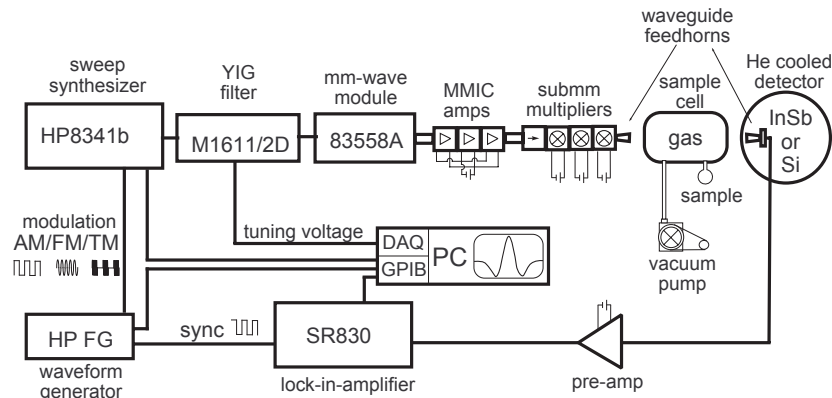 waveguide
feedhorns
sweep
synthesizer
YIG
filter
mm-wave
module
MMIC
amps
submm
multipliers
sample
cell
He cooled
detector
HP8341b
M1611/2D
83558A
gas
InSb
or
Si
sample
modulation
AM/FM/TM
tuning voltage
DAQ
GPIB
PC
vacuum
pump
HP FG
sync
SR830
waveform
generator
lock-in-amplifier
pre-amp